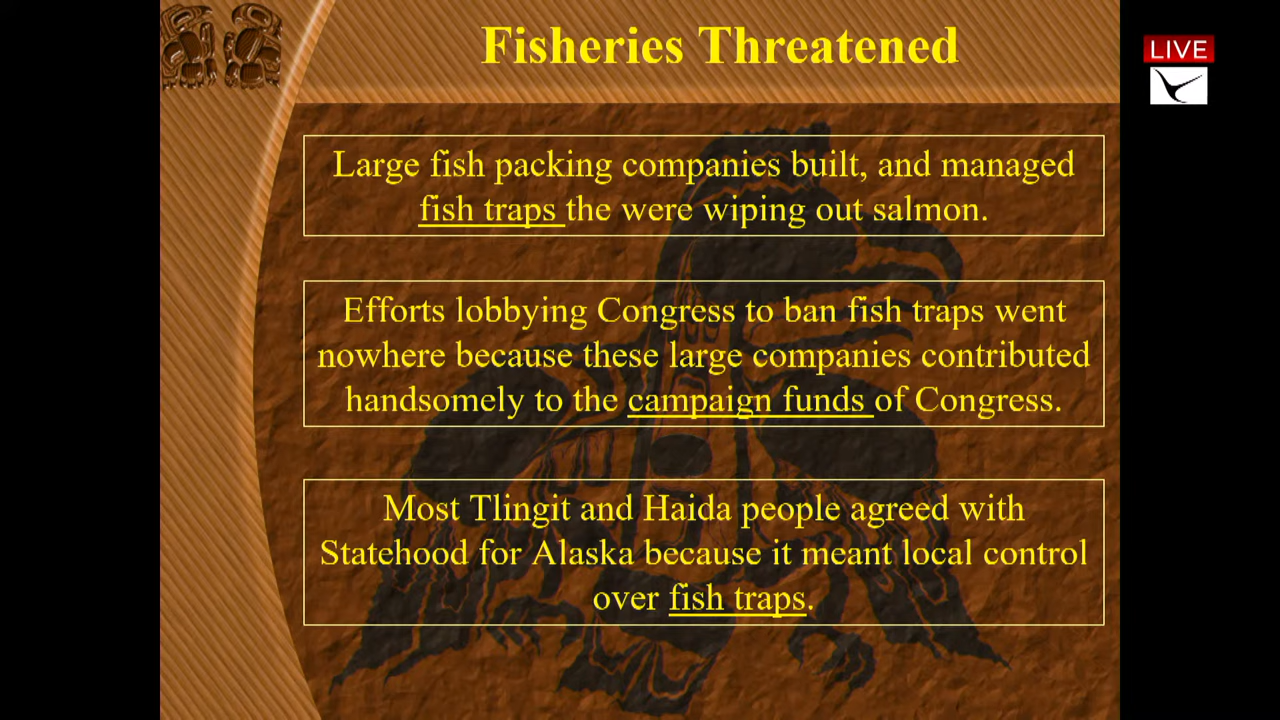 Fisheries Threatened
LIVE
Large fish packing companies built, and managed
fish traps the were wiping out salmon.
Efforts lobbying Congress to ban fish traps went
nowhere because these large companies contributed
handsomely to the campaign funds of Congress.
Most Tlingit and Haida people agreed with
Statehood for Alaska because it meant local control
over fish traps.